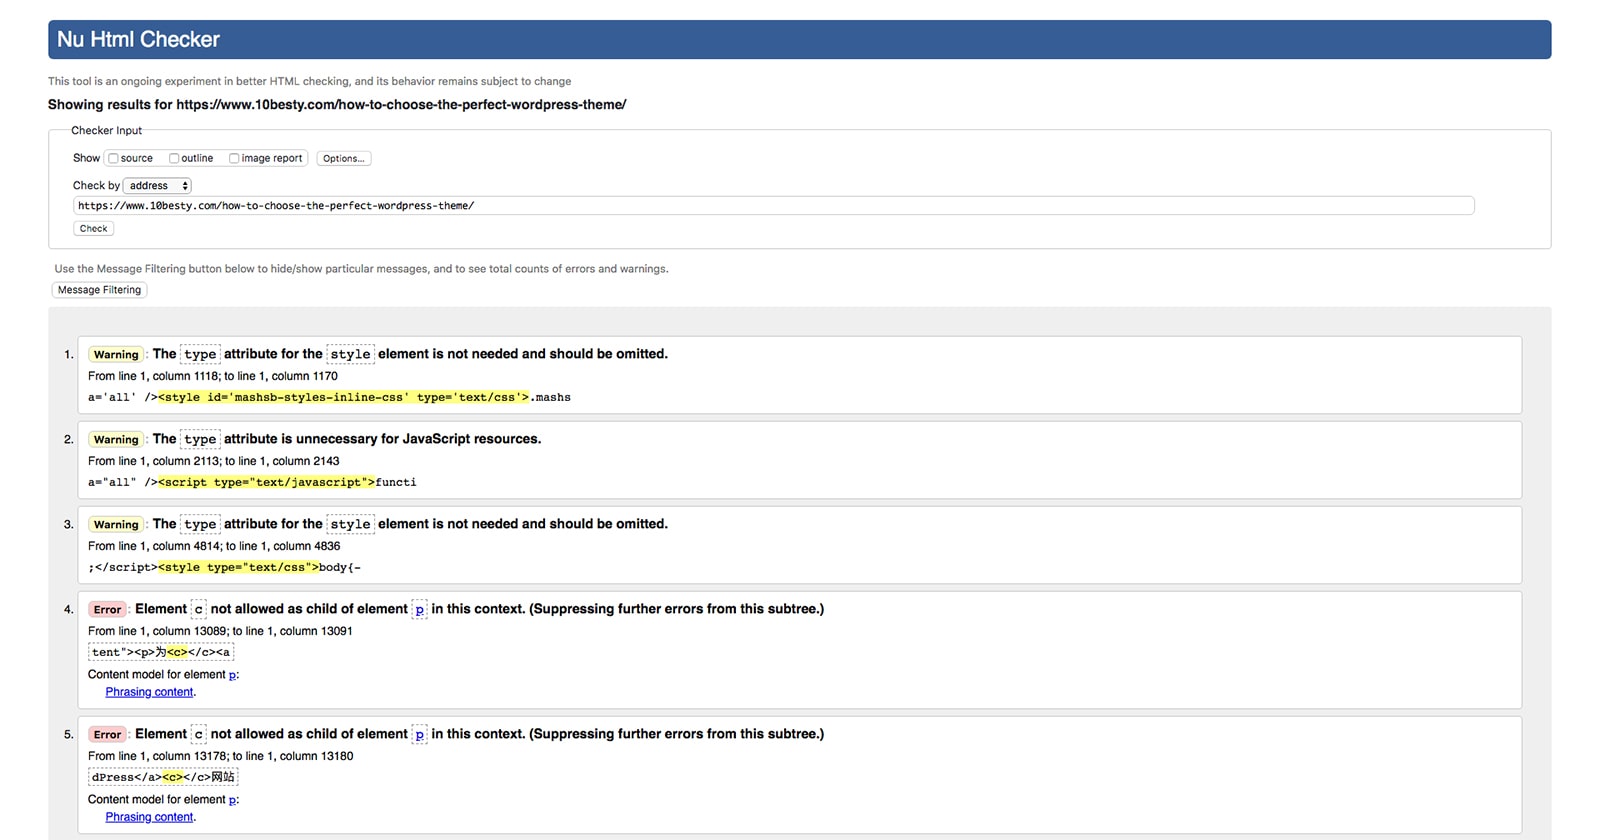 Nu Html Checker
This tool is an ongoing experiment in better HTML checking, and its behavior remains subject to change
Showing results for https://www.10besty.com/how-to-choose-the-perfect-wordpress-theme/
Checker Input
Show source outline image report Options...
Check by address
https://www.10besty.com/how-to-choose-the-perfect-wordpress-theme/
Check
Use the Message Filtering button below to hide/show particular messages, and to see total counts of errors and warnings.
Message Filtering
1. Warning: The type attribute for the style element is not needed and should be omitted.
From line 1, column 1118; to line 1, column 1170
a='all' /><style id='mashsb-styles-inline-css' type='text/css'>.mashs
2. Warning: The type attribute is unnecessary for JavaScript resources.
From line 1, column 2113; to line 1, column 2143
a="all" /><script type="text/javascript">functi
3. Warning: The type attribute for the style element is not needed and should be omitted.
From line 1, column 4814; to line 1, column 4836
;</script><style type="text/css">body{-
4. Error: Element c not allowed as child of element p in this context. (Suppressing further errors from this subtree.)
From line 1, column 13089; to line 1, column 13091
tent"><p>为<c></c><a
Content model for element p:
Phrasing content.
5. Error: Element c not allowed as child of element p in this context. (Suppressing further errors from this subtree.)
From line 1, column 13178; to line 1, column 13180
dPress</a><c></c>网站
Content model for element p:
Phrasing content.